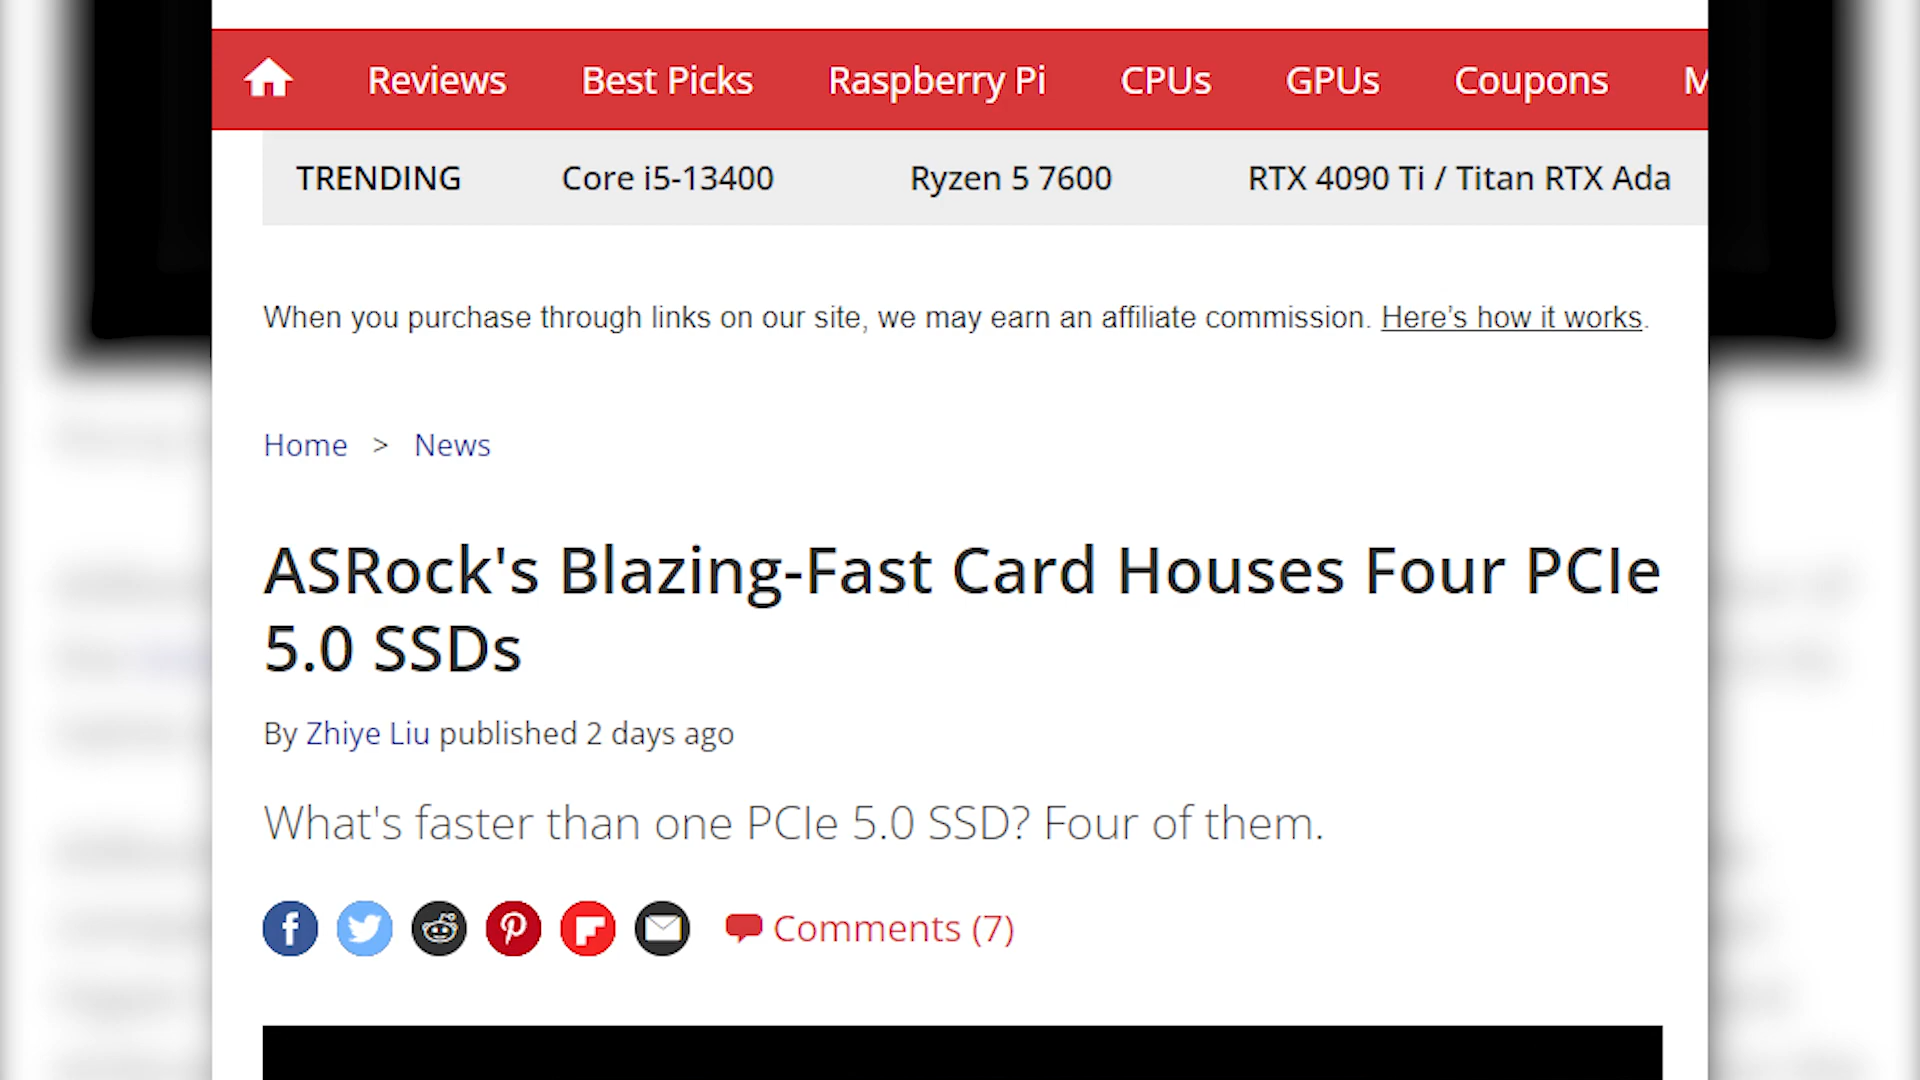 Reviews Best Picks Raspberry Pi CPUs GPUs Coupons M
TRENDING Core i5-13400 Ryzen 5 7600 RTX 4090 Ti / Titan RTX Ada
When you purchase through links on our site, we may earn an affiliate commission. Here’s how it works.
Home > News
ASRock's Blazing-Fast Card Houses Four PCIe
5.0 SSDs
By Zhiye Liu published 2 days ago
What's faster than one PCIe 5.0 SSD? Four of them.
Comments (7)